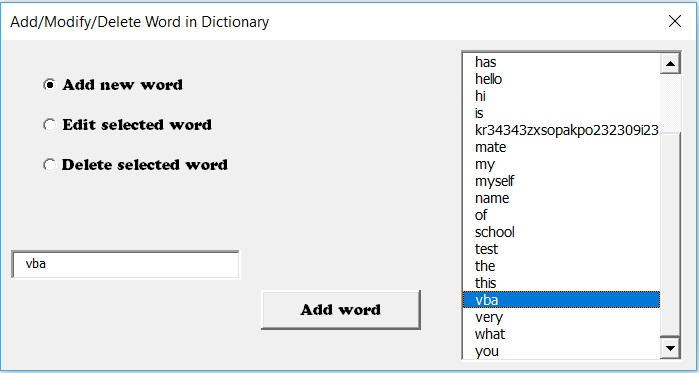 Add/Modify/Delete Word in Dictionary
Add new word
Edit selected word
Delete selected word
vba
Add word
has
hello
hi
is
kr34343zxsopakpo232309i23
mate
my
myself
name
of
school
test
the
this
vba
very
what
you